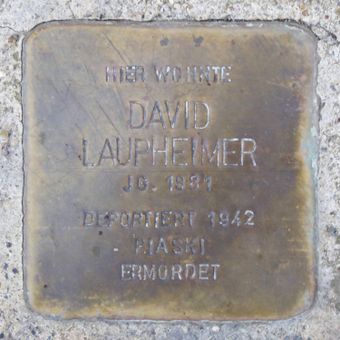 HIER WOHNTE
DAVID
LAUPHEIMER
JG. 1881
DEPORTIERT 1942
PIASKI
ERMORDET